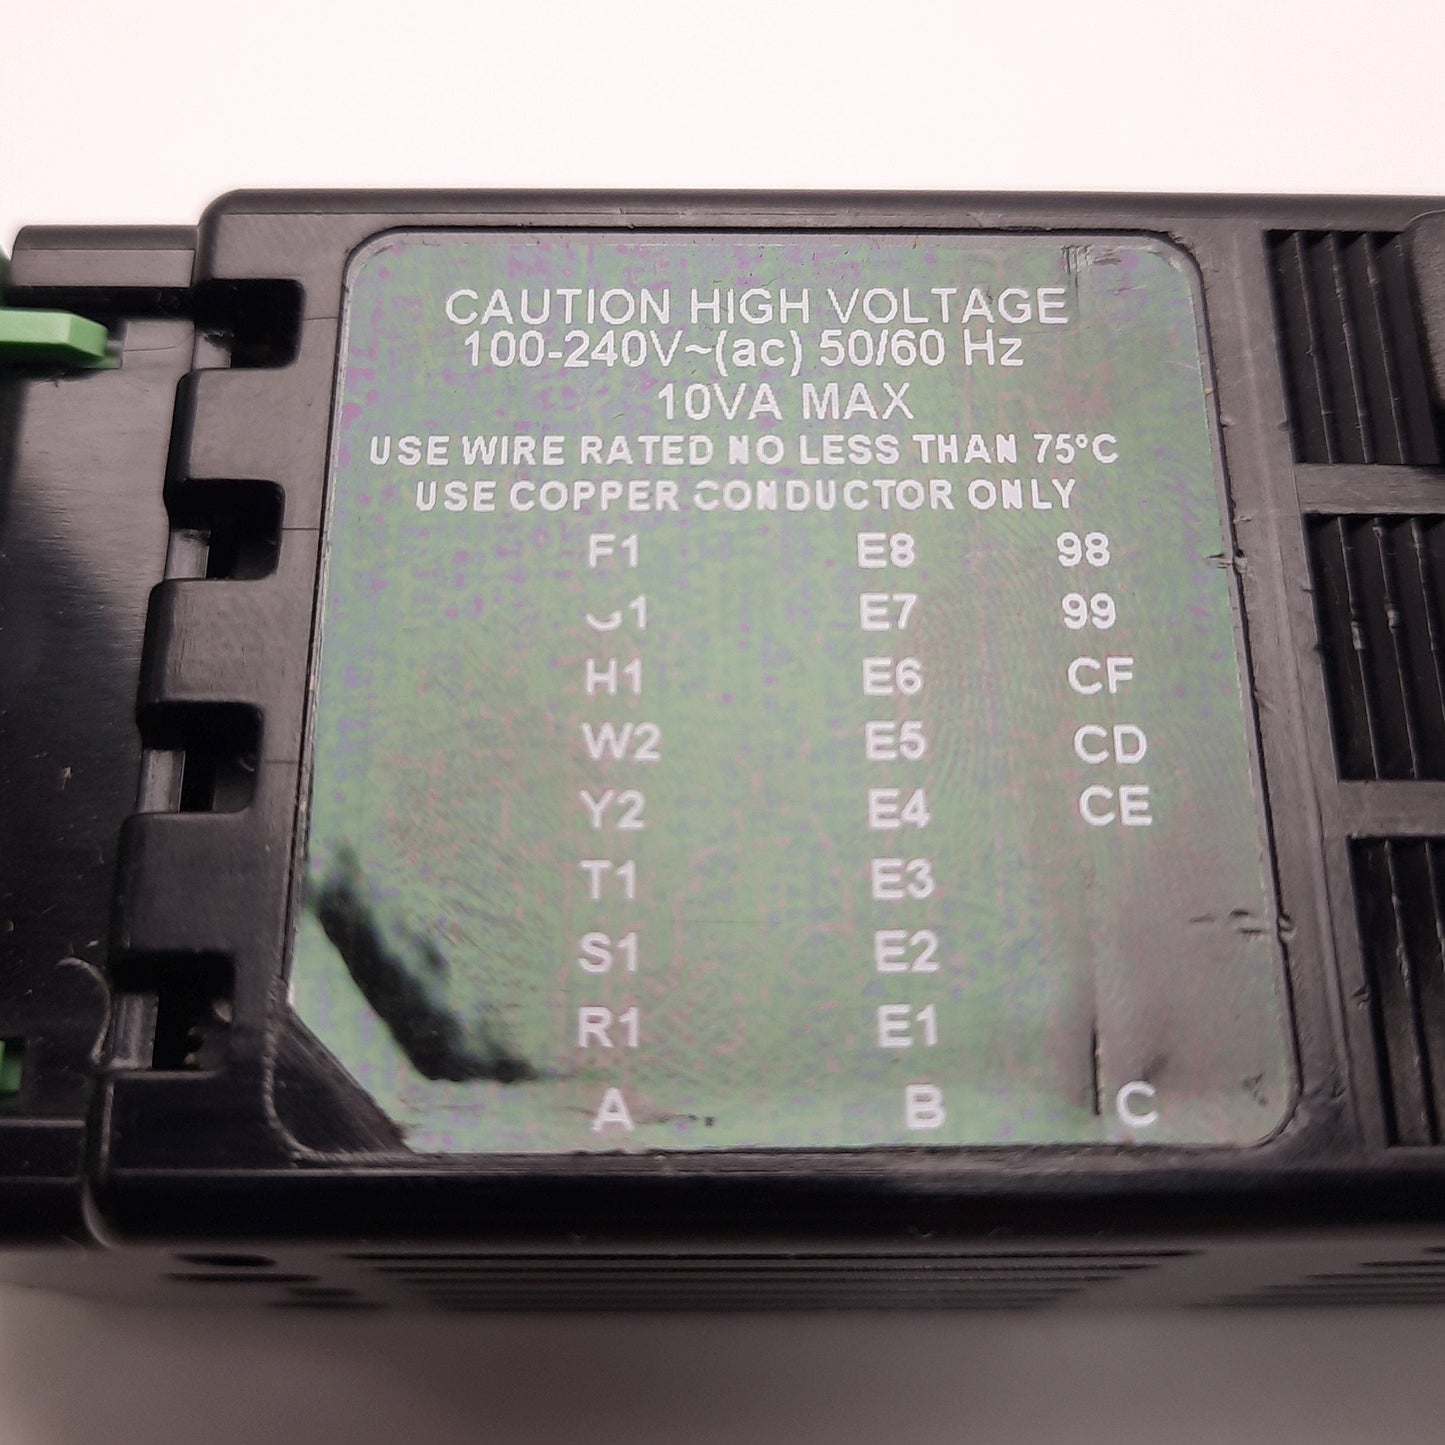 CAUTION HIGH VOLTAGE
100-240V~(ac) 50/60 Hz
10VA MAX
USE WIRE RATED NO LESS THAN 75°C
USE COPPER CONDUCTOR ONLY
F1 E8 98
E7 99
H1 E6 CF
W2 E5 CD
Y2 E4 CE
T1 E3
S1 E2
R1 E1
A B C